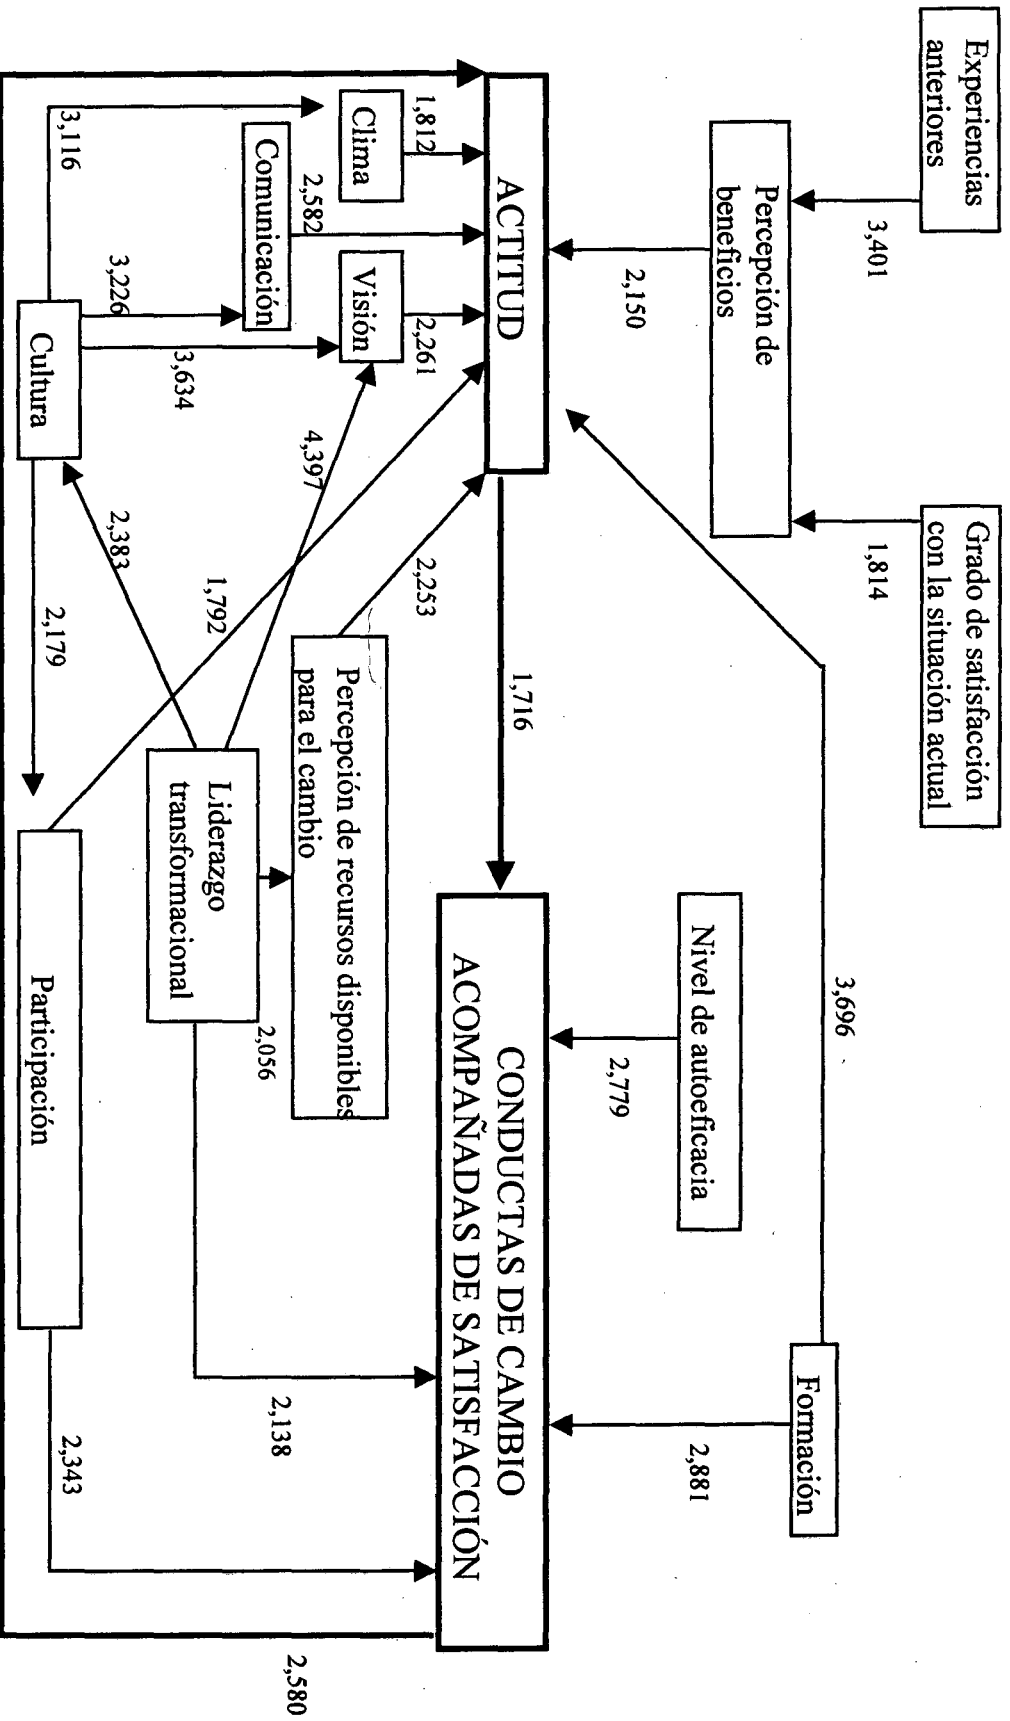 Experiencias
anteriores
Grado de satisfacción
con la situación actual
3,401
1,814
Formación
Percepción de
beneficios
3,696
Nivel de autoeficacia
2,150
2,779
2,881
ACTITUD
1,716
CONDUCTAS DE CAMBIO
ACOMPAÑADAS DE SATISFACCIÓN
1,812
2,582
2,261
2,253
Clima
Visión
Percepción de recursos disponibles
para el cambio
Comunicación
4,397
2,056
2,138
2,580
Liderazgo
transformacional
1,792
3,116
3,226
3,634
2,383
Cultura
2,179
Participación
2,343